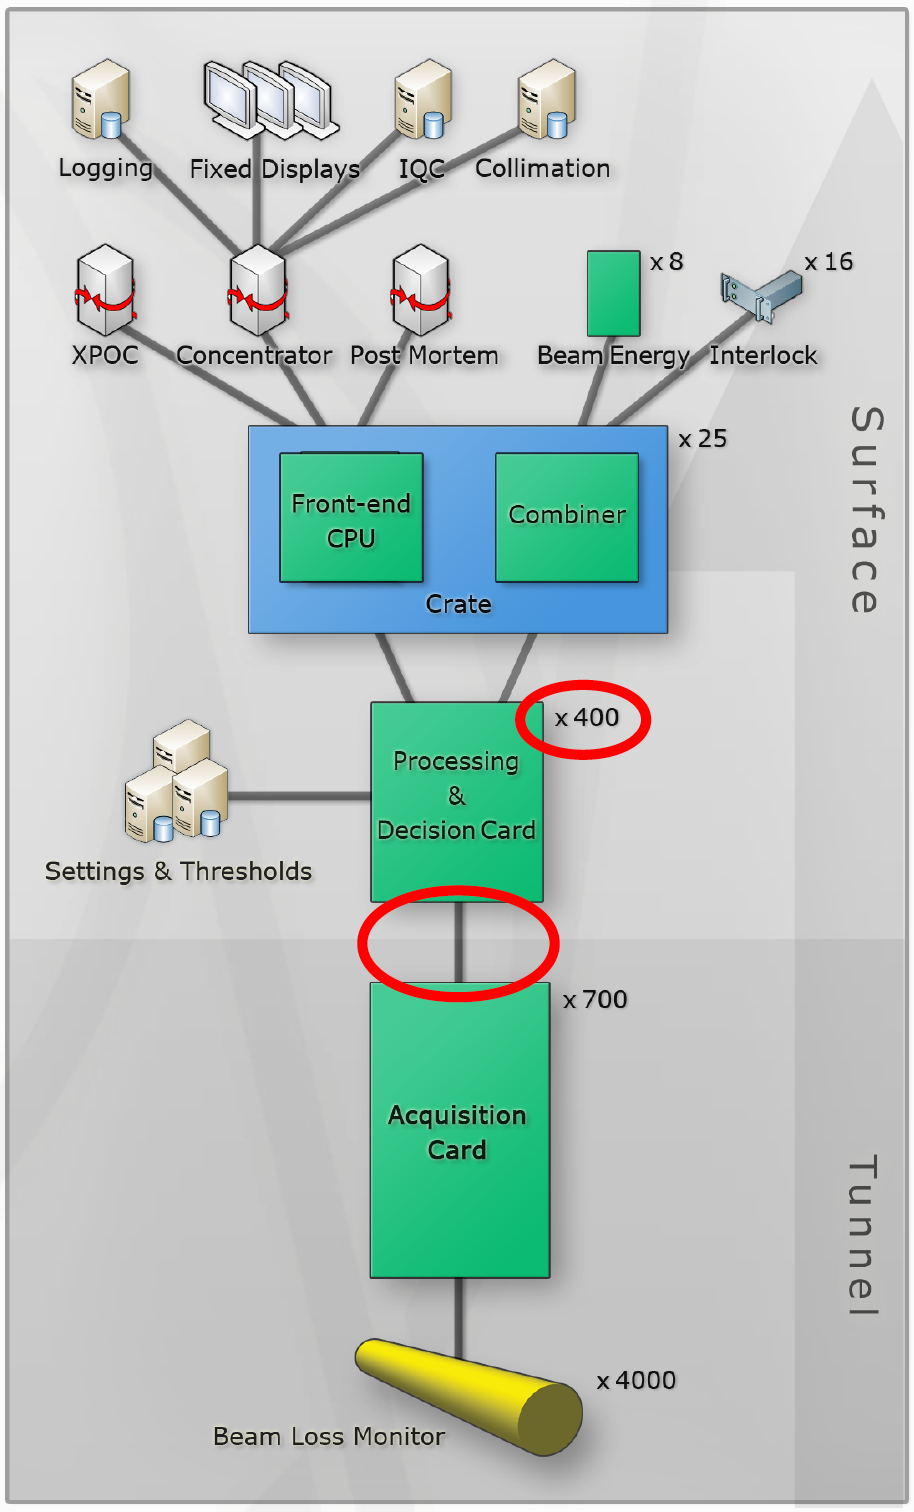 Logging
Fixed Displays
IQC
Collimation
x 8
x 16
XPOC
Concentrator
Post Mortem
Beam Energy
Interlock
x 25
Front-end
CPU
Combiner
Crate
Surface
x 400
Processing
&
Decision Card
Settings & Thresholds
x 700
Acquisition
Card
Tunnel
x 4000
Beam Loss Monitor